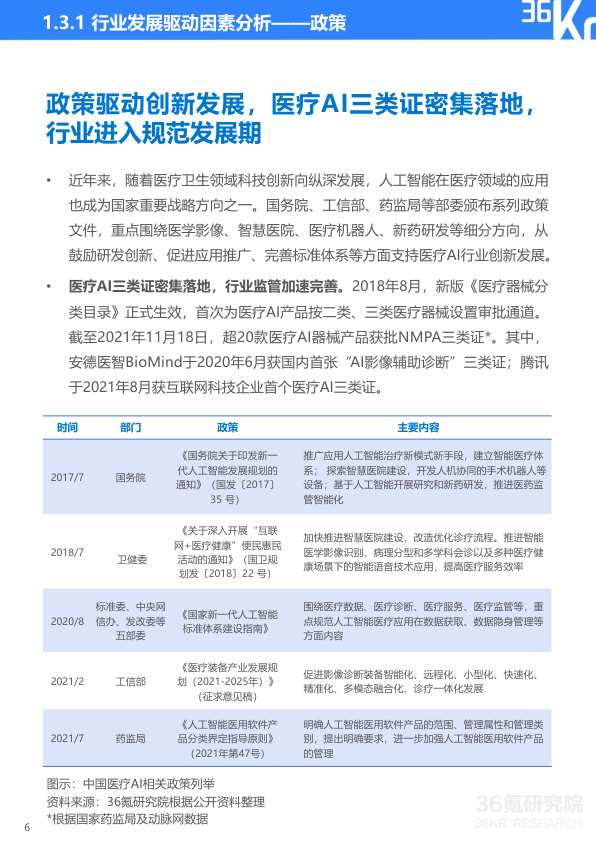 1.3.1 行业发展驱动因素分析——政策
36Kr
政策驱动创新发展，医疗AI三类证密集落地，
行业进入规范发展期
• 近年来，随着医疗卫生领域科技创新向纵深发展，人工智能在医疗领域的应用
也成为国家重要战略方向之一。国务院、工信部、药监局等部委颁布系列政策
文件，重点围绕医学影像、智慧医院、医疗机器人、新药研发等细分方向，从
鼓励研发创新、促进应用推广、完善标准体系等方面支持医疗AI行业创新发展。
• 医疗AI三类证密集落地，行业监管加速完善。2018年8月，新版《医疗器械分
类目录》正式生效，首次为医疗AI产品按二类、三类医疗器械设置审批通道。
截至2021年11月18日，超20款医疗AI器械产品获批NMPA三类证*。其中，
安德医智BioMind于2020年6月获国内首张“AI影像辅助诊断”三类证；腾讯
于2021年8月获互联网科技企业首个医疗AI三类证。
时间 部门 政策 主要内容
2017/7
国务院
《国务院关于印发新一
代人工智能发展规划的
通知》（国发〔2017〕
35 号）
推广应用人工智能治疗新模式新手段，建立智能医疗体
系； 探索智慧医院建设，开发人机协同的手术机器人等
设备；基于人工智能开展研究和新药研发，推进医药监
管智能化
2018/7
卫健委
《关于深入开展“互联
网+医疗健康”便民惠民
活动的通知》（国卫规
划发〔2018〕22 号）
加快推进智慧医院建设，改造优化诊疗流程。推进智能
医学影像识别、病理分型和多学科会诊以及多种医疗健
康场景下的智能语音技术应用，提高医疗服务效率
2020/8
标准委、中央网
信办、发改委等
五部委
《国家新一代人工智能
标准体系建设指南》
围绕医疗数据、医疗诊断、医疗服务、医疗监管等，重
点规范人工智能医疗应用在数据获取、数据隐身管理等
方面内容
2021/2
工信部
《医疗装备产业发展规
划（2021-2025年）》
（征求意见稿）
促进影像诊断装备智能化、远程化、小型化、快速化、
精准化、多模态融合化、诊疗一体化发展
2021/7
药监局
《人工智能医用软件产
品分类界定指导原则》
（2021年第47号）
明确人工智能医用软件产品的范围、管理属性和管理类
别，提出明确要求，进一步加强人工智能医用软件产品
的管理
图示：中国医疗AI相关政策列举
资料来源：36氪研究院根据公开资料整理
*根据国家药监局及动脉网数据
36氪研究院
36KR RESEARCH
6